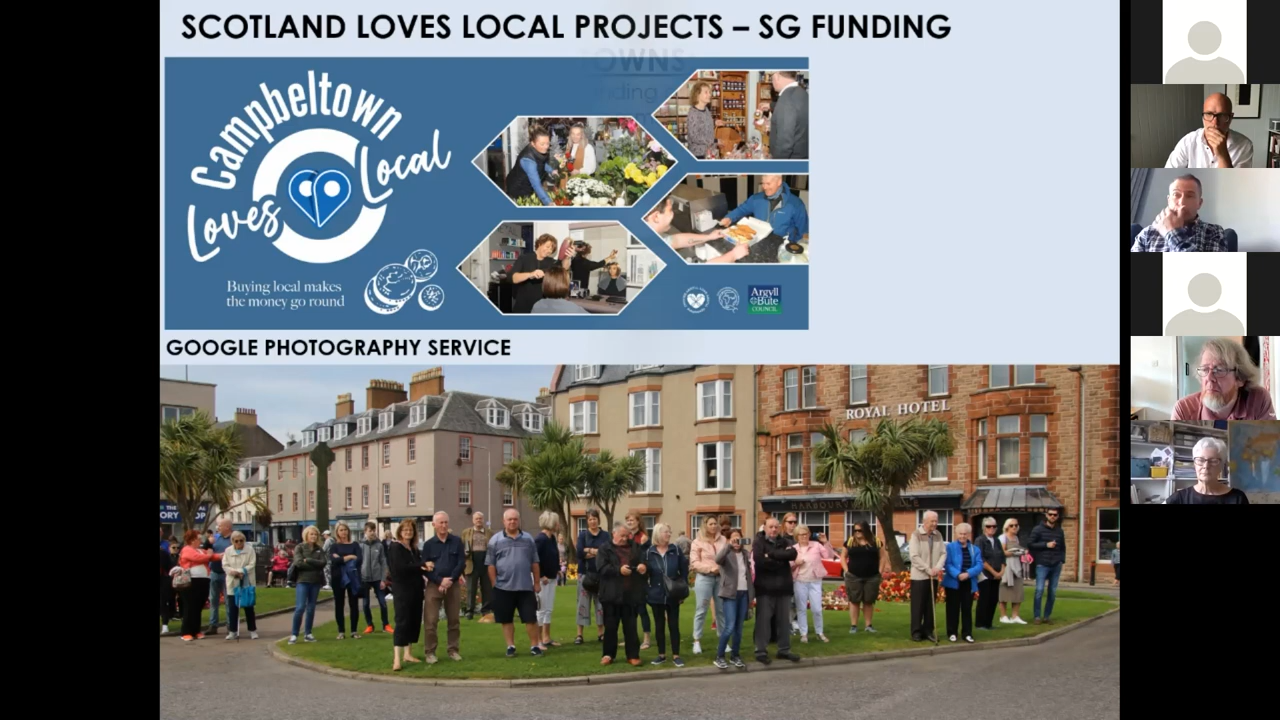 SCOTLAND LOVES LOCAL PROJECTS – SG FUNDING
TOWNS
Campbeltown
Loves Local
Buying local makes
the money go round
Argyll
&Bute
COUNCIL
GOOGLE PHOTOGRAPHY SERVICE
ROYAL HOTEL